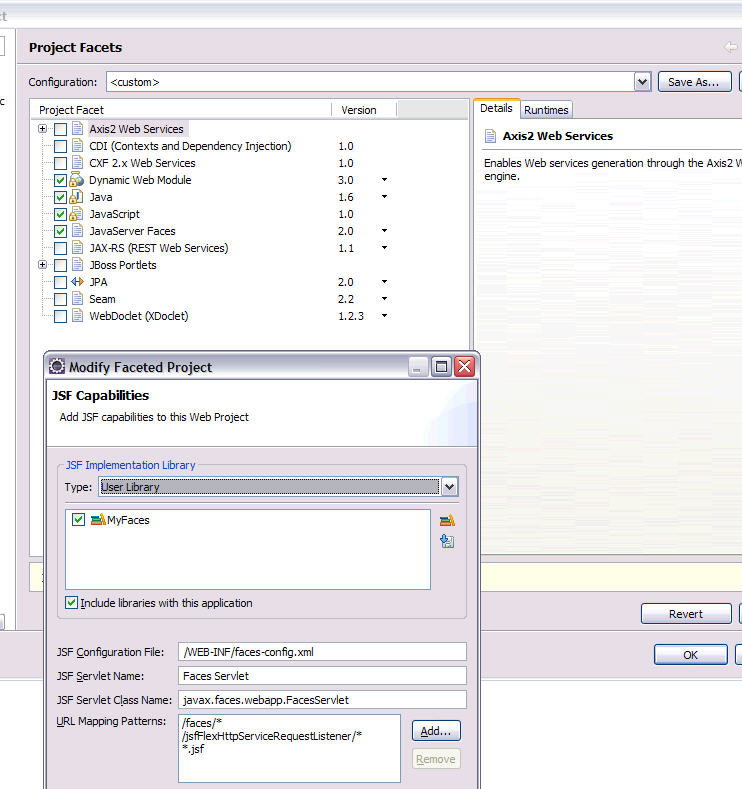 ct
Project Facets
Configuration: <custom> Save As...
c
Project Facet Version
Axis2 Web Services
CDI (Contexts and Dependency Injection) 1.0
CXF 2.x Web Services 1.0
Dynamic Web Module 3.0
Java 1.6
JavaScript 1.0
JavaServer Faces 2.0
JAX-RS (REST Web Services) 1.1
JBoss Portlets
JPA 2.0
Seam 2.2
WebDoclet (XDoclet) 1.2.3
Details Runtimes
Axis2 Web Services
Enables Web services generation through the Axis2 W
engine.
Modify Faceted Project
JSF Capabilities
Add JSF capabilities to this Web Project
JSF Implementation Library
Type: User Library
MyFaces
Include libraries with this application
JSF Configuration File: /WEB-INF/faces-config.xml
JSF Servlet Name: Faces Servlet
JSF Servlet Class Name: javax.faces.webapp.FacesServlet
URL Mapping Patterns: /faces/*
/jsfFlexHttpServiceRequestListener/*
*.jsf
Add...
Remove
Revert
OK